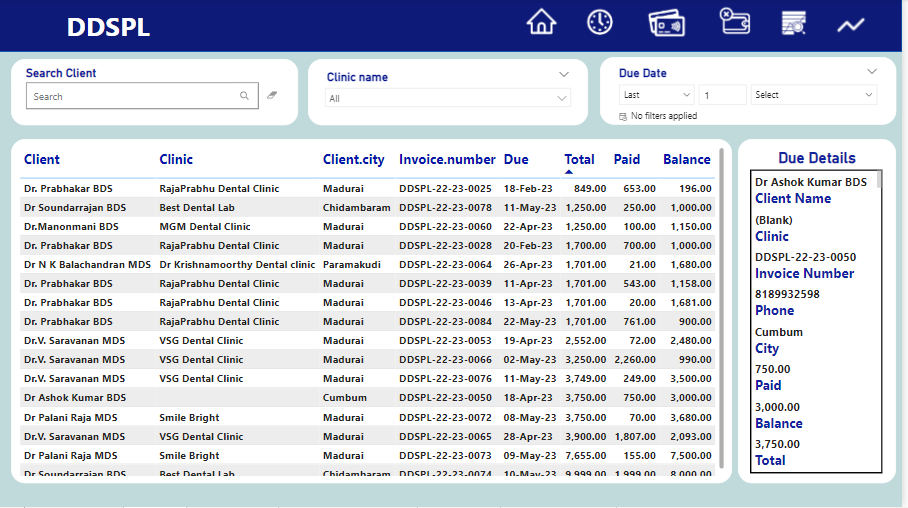 DDSPL
Search Client
Search
Clinic name
All
Due Date
Last 1 Select
No filters applied
Client Clinic Client.city Invoice.number Due Total Paid Balance
Dr. Prabhakar BDS RajaPrabhu Dental Clinic Madurai DDSPL-22-23-0025 18-Feb-23 849.00 653.00 196.00
Dr Soundarrajan BDS Best Dental Lab Chidambaram DDSPL-22-23-0078 11-May-23 1,250.00 250.00 1,000.00
Dr.Manonmani BDS MGM Dental Clinic Madurai DDSPL-22-23-0060 22-Apr-23 1,250.00 100.00 1,150.00
Dr. Prabhakar BDS RajaPrabhu Dental Clinic Madurai DDSPL-22-23-0028 20-Feb-23 1,700.00 700.00 1,000.00
Dr N K Balachandran MDS Dr Krishnamoorthy Dental clinic Paramakudi DDSPL-22-23-0064 26-Apr-23 1,701.00 21.00 1,680.00
Dr. Prabhakar BDS RajaPrabhu Dental Clinic Madurai DDSPL-22-23-0039 11-Apr-23 1,701.00 543.00 1,158.00
Dr. Prabhakar BDS RajaPrabhu Dental Clinic Madurai DDSPL-22-23-0046 13-Apr-23 1,701.00 20.00 1,681.00
Dr. Prabhakar BDS RajaPrabhu Dental Clinic Madurai DDSPL-22-23-0084 22-May-23 1,701.00 761.00 900.00
Dr.V. Saravanan MDS VSG Dental Clinic Madurai DDSPL-22-23-0053 19-Apr-23 2,552.00 72.00 2,480.00
Dr.V. Saravanan MDS VSG Dental Clinic Madurai DDSPL-22-23-0066 02-May-23 3,250.00 2,260.00 990.00
Dr.V. Saravanan MDS VSG Dental Clinic Madurai DDSPL-22-23-0076 11-May-23 3,749.00 249.00 3,500.00
Dr Ashok Kumar BDS Cumbum DDSPL-22-23-0050 18-Apr-23 3,750.00 750.00 3,000.00
Dr Palani Raja MDS Smile Bright Madurai DDSPL-22-23-0072 08-May-23 3,750.00 70.00 3,680.00
Dr.V. Saravanan MDS VSG Dental Clinic Madurai DDSPL-22-23-0065 28-Apr-23 3,900.00 1,807.00 2,093.00
Dr Palani Raja MDS Smile Bright Madurai DDSPL-22-23-0073 09-May-23 7,655.00 155.00 7,500.00
Dr Soundarrajan BDS Best Dental Lab Chidambaram DDSPL-22-23-0074 10-May-23 9,999.00 1,999.00 8,000.00
Due Details
Dr Ashok Kumar BDS
Client Name
(Blank)
Clinic
DDSPL-22-23-0050
Invoice Number
8189932598
Phone
Cumbum
City
750.00
Paid
3,000.00
Balance
3,750.00
Total